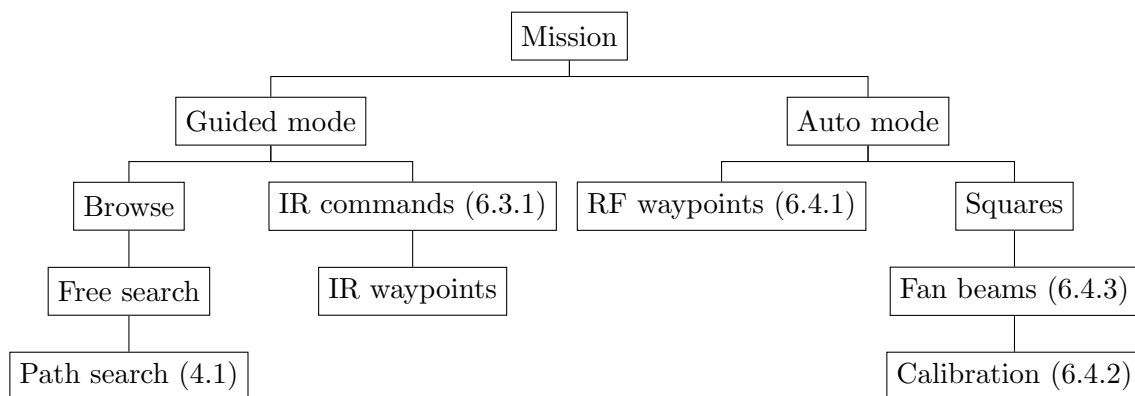 Mission
Guided mode
Auto mode
Browse
IR commands (6.3.1)
RF waypoints (6.4.1)
Squares
Free search
IR waypoints
Fan beams (6.4.3)
Path search (4.1)
Calibration (6.4.2)